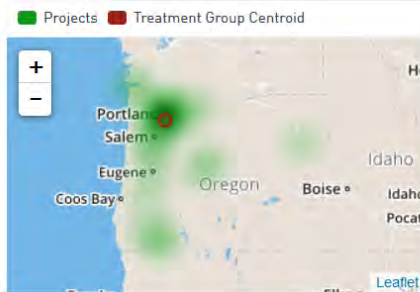 Projects Treatment Group Centroid
+
−
Portland
Salem
Idaho
Eugene
Oregon
Boise
Coos Bay
Leaflet